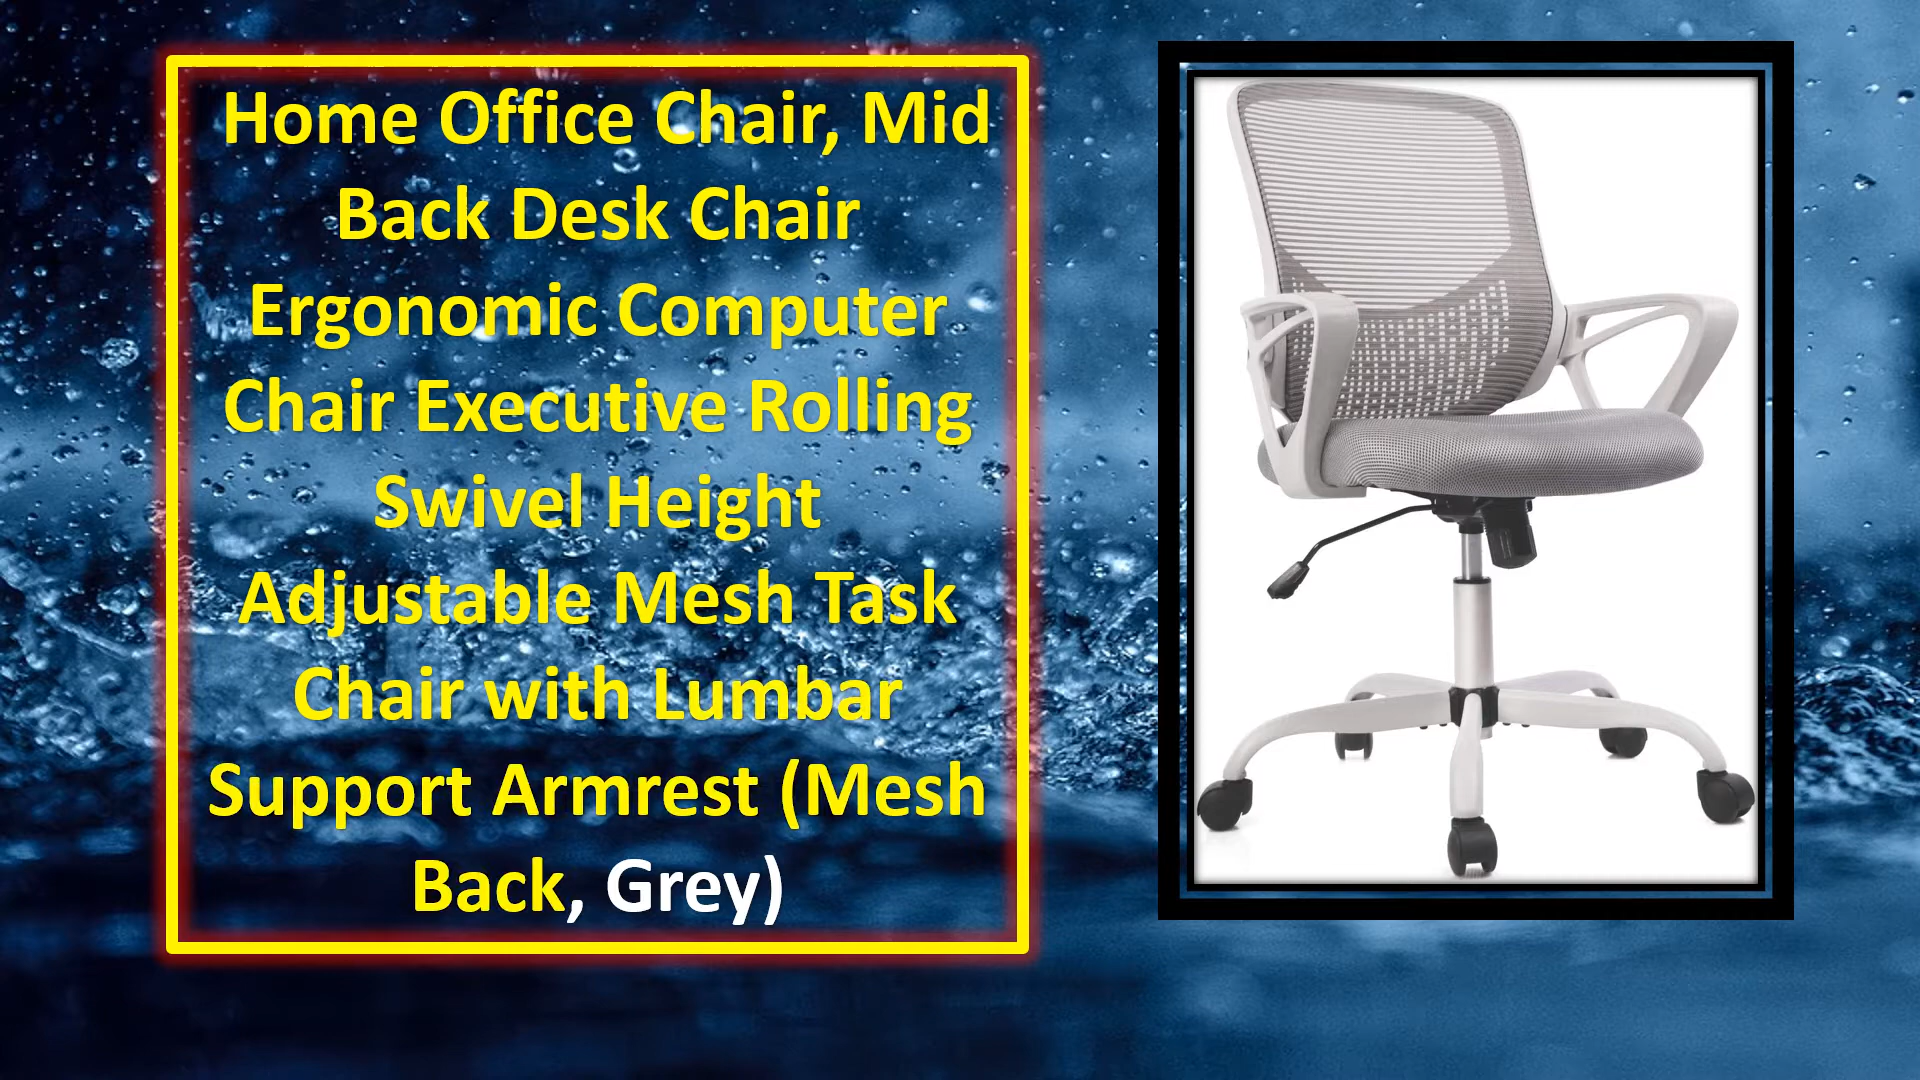 Home Office Chair, Mid
Back Desk Chair
Ergonomic Computer
Chair Executive Rolling
Swivel Height
Adjustable Mesh Task
Chair with Lumbar
Support Armrest (Mesh
Back, Grey)